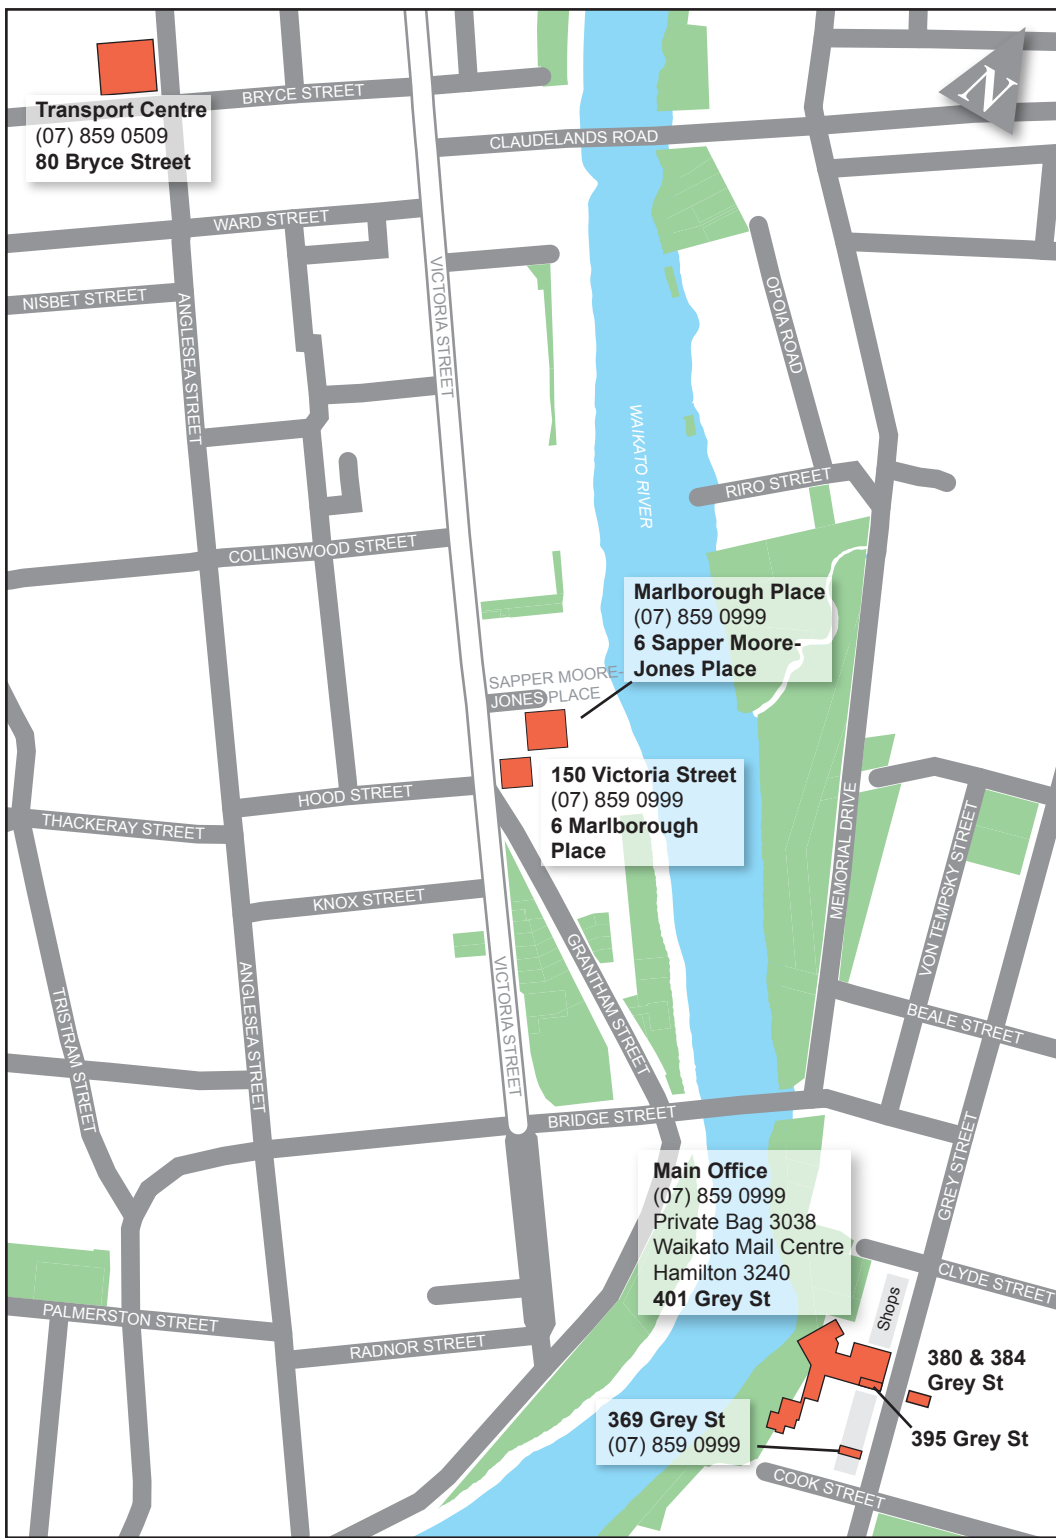 N
BRYCE STREET
Transport Centre
(07) 859 0509
80 Bryce Street
CLAUDELANDS ROAD
WARD STREET
NISBET STREET
ANGLESEA STREET
VICTORIA STREET
OPOIA ROAD
WAIKATO RIVER
RIRO STREET
COLLINGWOOD STREET
Marlborough Place
(07) 859 0999
6 Sapper Moore-
Jones Place
SAPPER MOORE-
JONES PLACE
150 Victoria Street
(07) 859 0999
6 Marlborough
Place
HOOD STREET
THACKERAY STREET
MEMORIAL DRIVE
VON TEMPSKY STREET
KNOX STREET
GRANTHAM STREET
VICTORIA STREET
ANGLESEA STREET
TRISTRAM STREET
BEALE STREET
BRIDGE STREET
GREY STREET
Main Office
(07) 859 0999
Private Bag 3038
Waikato Mail Centre
Hamilton 3240
401 Grey St
CLYDE STREET
Shops
PALMERSTON STREET
RADNOR STREET
380 & 384
Grey St
369 Grey St
(07) 859 0999
395 Grey St
COOK STREET